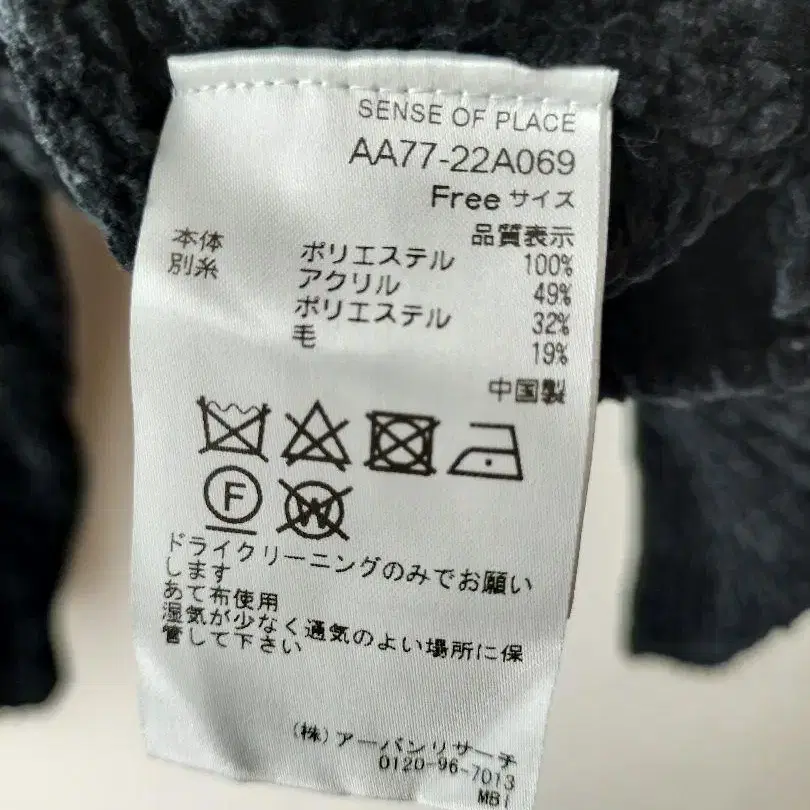 SENSE OF PLACE
AA77-22A069
Free サイズ
品質表示
本体 ポリエステル 100%
別糸 アクリル 49%
ポリエステル 32%
毛 19%
中国製
F W
ドライクリーニングのみでお願い
します
あて布使用
湿気が少なく通気のよい場所に保
管して下さい
(株)アーバンリサーチ
0120-96-7013